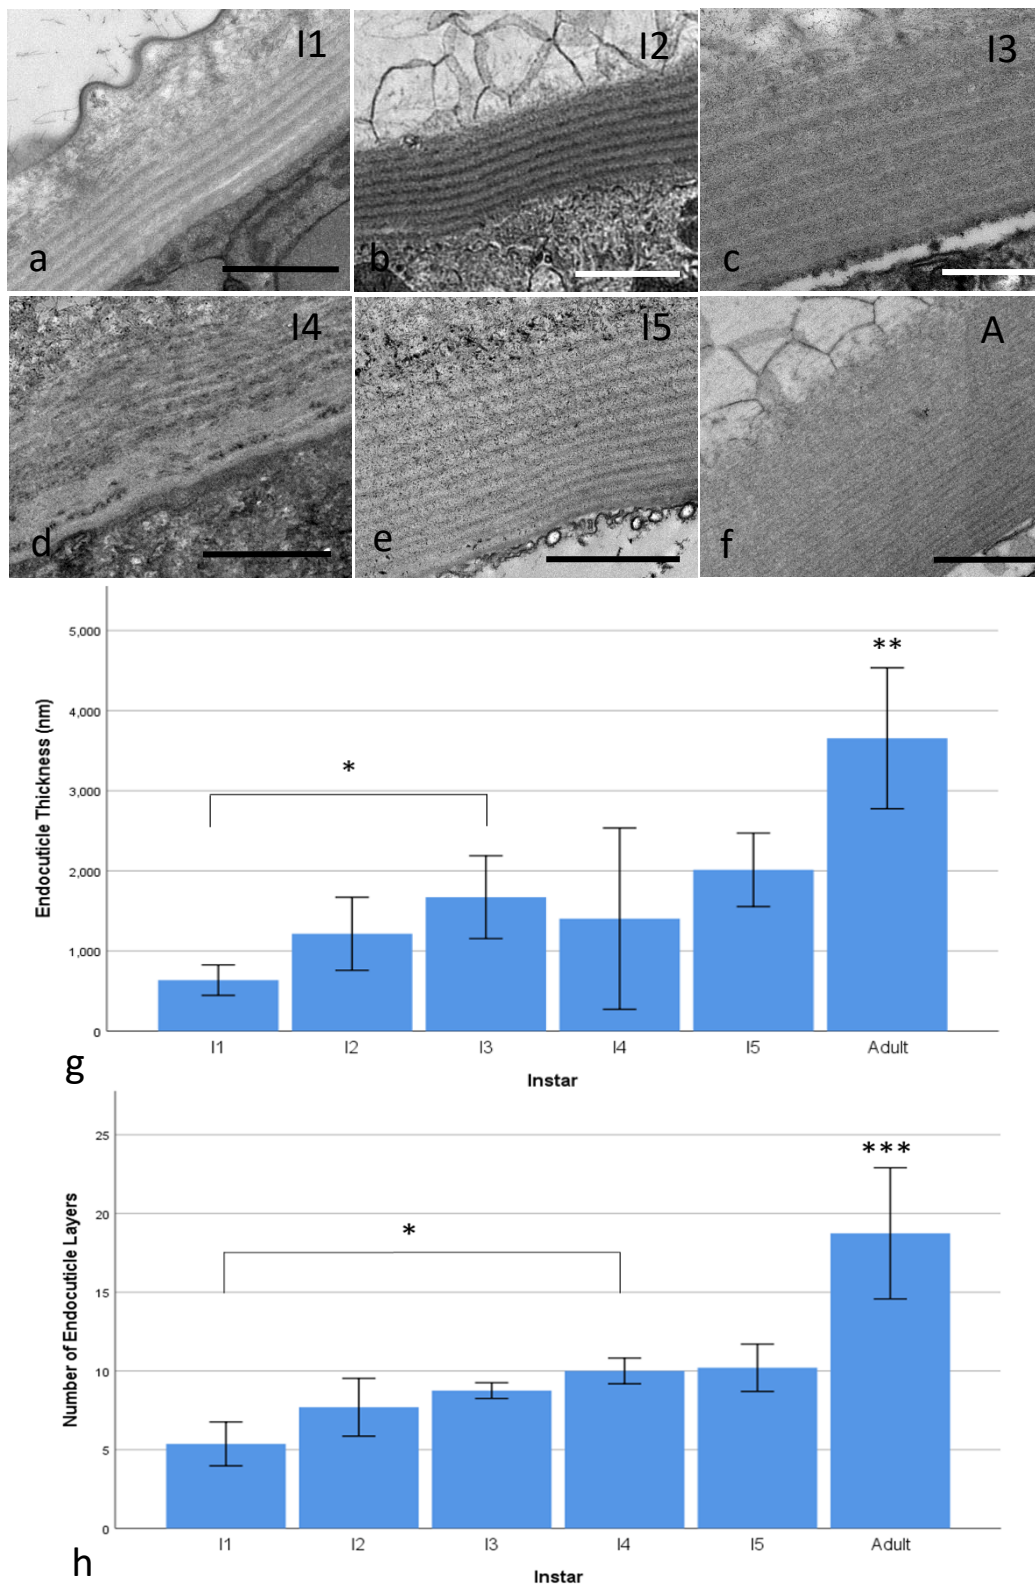 I1
I2
I3
a
b
c
I4
I5
A
d
e
f
5,000
**
4,000
*
3,000
2,000
1,000
0
Endocuticle Thickness (nm)
I1 I2 I3 I4 I5 Adult
g
Instar
25
***
20
*
15
10
5
0
Number of Endocuticle Layers
I1 I2 I3 I4 I5 Adult
h
Instar